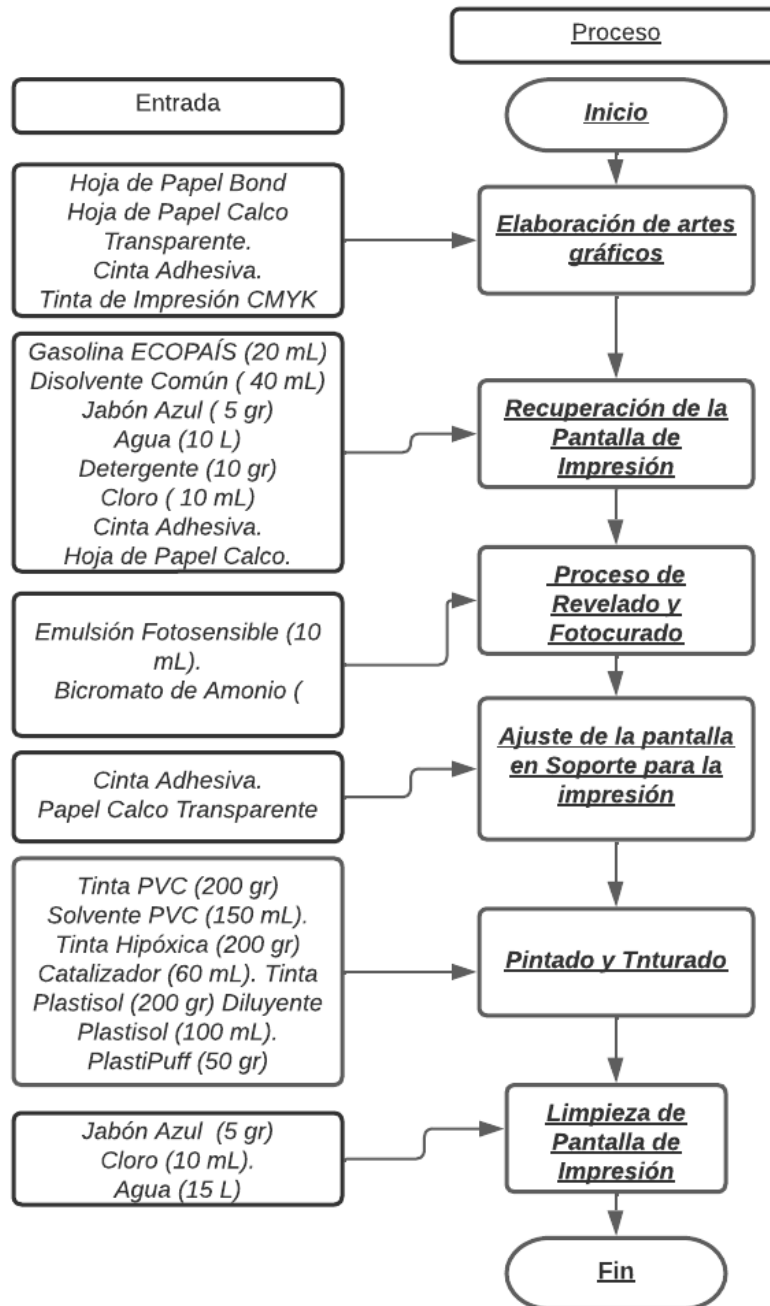 Proceso
Entrada
Inicio
Hoja de Papel Bond
Hoja de Papel Calco
Transparente.
Cinta Adhesiva.
Tinta de Impresión CMYK
Elaboración de artes
gráficos
Gasolina ECOPAÍS (20 mL)
Disolvente Común ( 40 mL)
Jabón Azul ( 5 gr)
Agua (10 L)
Detergente (10 gr)
Cloro ( 10 mL)
Cinta Adhesiva.
Hoja de Papel Calco.
Recuperación de la
Pantalla de
Impresión
Emulsión Fotosensible (10
mL).
Bicromato de Amonio (
Proceso de
Revelado y
Fotocurado
Cinta Adhesiva.
Papel Calco Transparente
Ajuste de la pantalla
en Soporte para la
impresión
Tinta PVC (200 gr)
Solvente PVC (150 mL).
Tinta Hipóxica (200 gr)
Catalizador (60 mL). Tinta
Plastisol (200 gr) Diluyente
Plastisol (100 mL).
PlastiPuff (50 gr)
Pintado y Tnturado
Jabón Azul  (5 gr)
Cloro (10 mL).
Agua (15 L)
Limpieza de
Pantalla de
Impresión
Fin